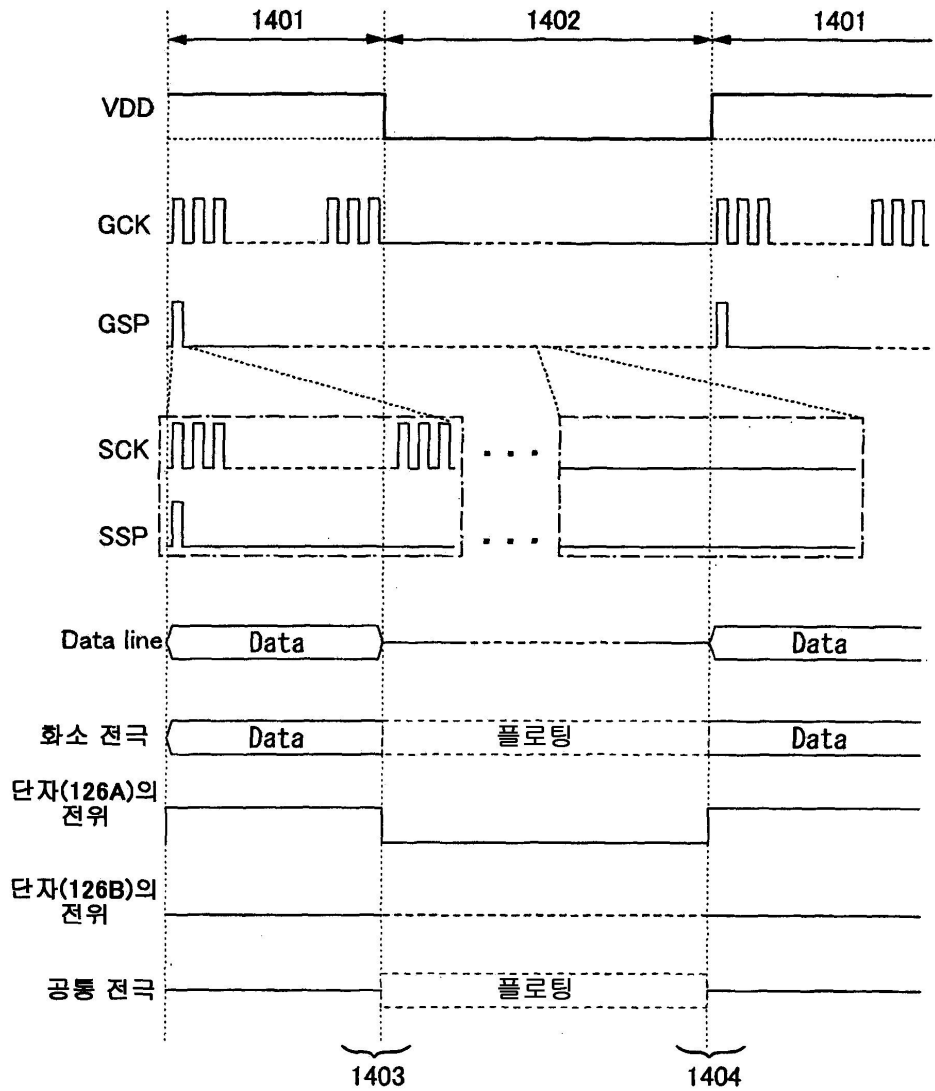 1401 1402 1401
VDD
GCK
GSP
SCK
. . .
SSP
. . .
Data line Data Data
화소 전극 Data 플로팅 Data
단자(126A)의
전위
단자(126B)의
전위
공통 전극 플로팅
1403 1404